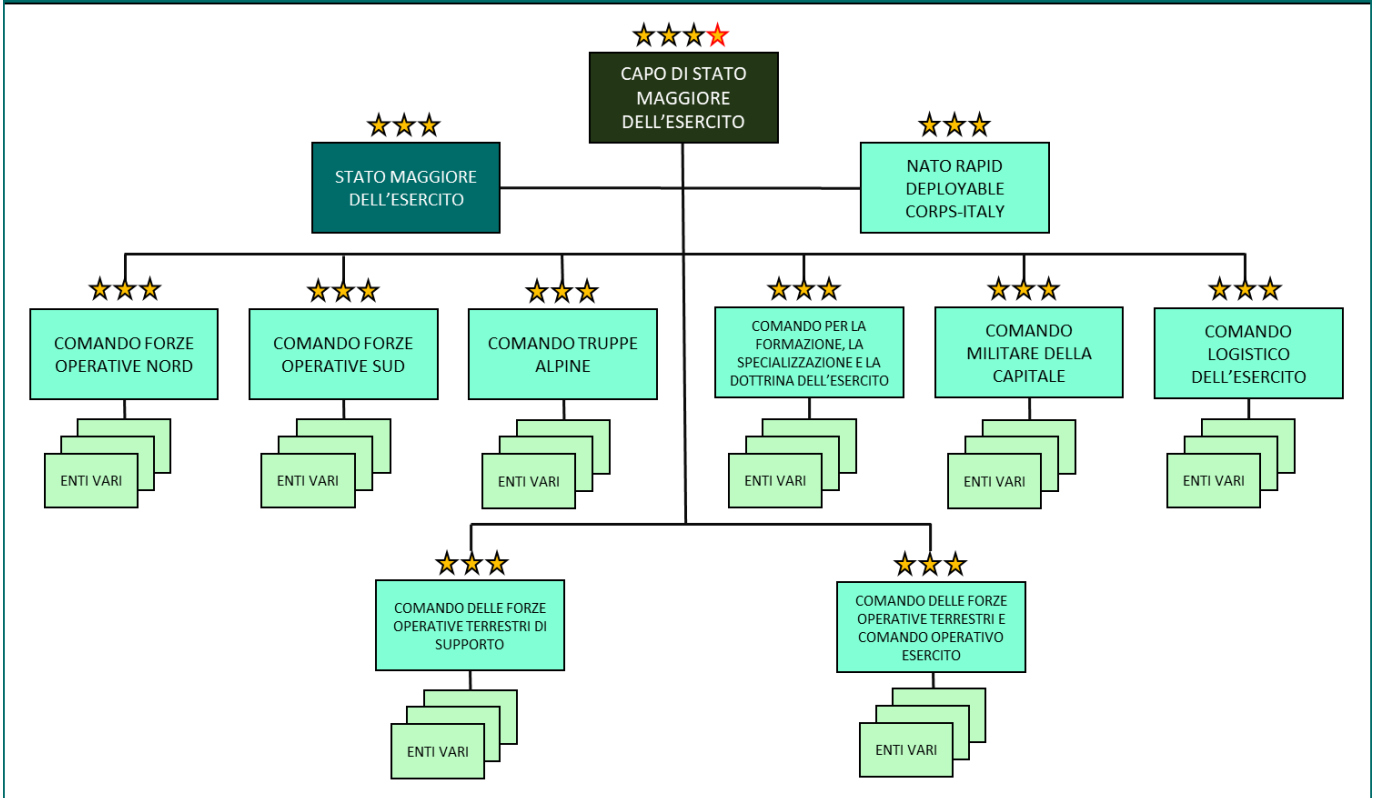 CAPO DI STATO
MAGGIORE
DELL'ESERCITO
STATO MAGGIORE
DELL'ESERCITO
NATO RAPID
DEPLOYABLE
CORPS-ITALY
COMANDO FORZE
OPERATIVE NORD
COMANDO FORZE
OPERATIVE SUD
COMANDO TRUPPE
ALPINE
COMANDO PER LA
FORMAZIONE, LA
SPECIALIZZAZIONE E LA
DOTTRINA DELL'ESERCITO
COMANDO
MILITARE DELLA
CAPITALE
COMANDO
LOGISTICO
DELL'ESERCITO
ENTI VARI
ENTI VARI
ENTI VARI
ENTI VARI
ENTI VARI
ENTI VARI
COMANDO DELLE FORZE
OPERATIVE TERRESTRI DI
SUPPORTO
COMANDO DELLE FORZE
OPERATIVE TERRESTRI E
COMANDO OPERATIVO
ESERCITO
ENTI VARI
ENTI VARI